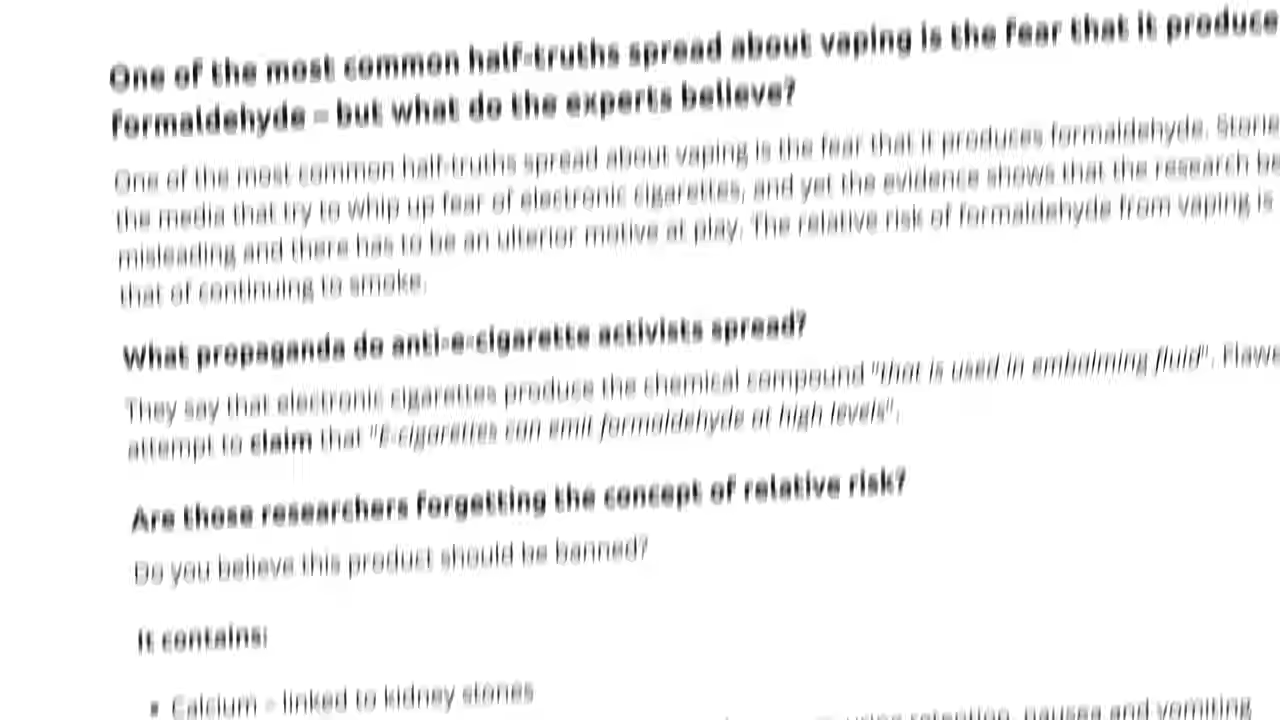 One of the most common half-truths spread about vaping is the fear that it produce
formaldehyde – but what do the experts believe?
One of the most common half-truths spread about vaping is the fear that it produces formaldehyde. Storie
the media that try to whip up fear of electronic cigarettes, and yet the evidence shows that the research be
misleading and there has to be an ulterior motive at play. The relative risk of formaldehyde from vaping is
that of continuing to smoke.
What propaganda do anti-e-cigarette activists spread?
They say that electronic cigarettes produce the chemical compound "that is used in embalming fluid". Flawe
attempt to claim that "E-cigarettes can emit formaldehyde at high levels".
Are those researchers forgetting the concept of relative risk?
Do you believe this product should be banned?
It contains:
• Calcium – linked to kidney stones
retention, nausea and vomiting